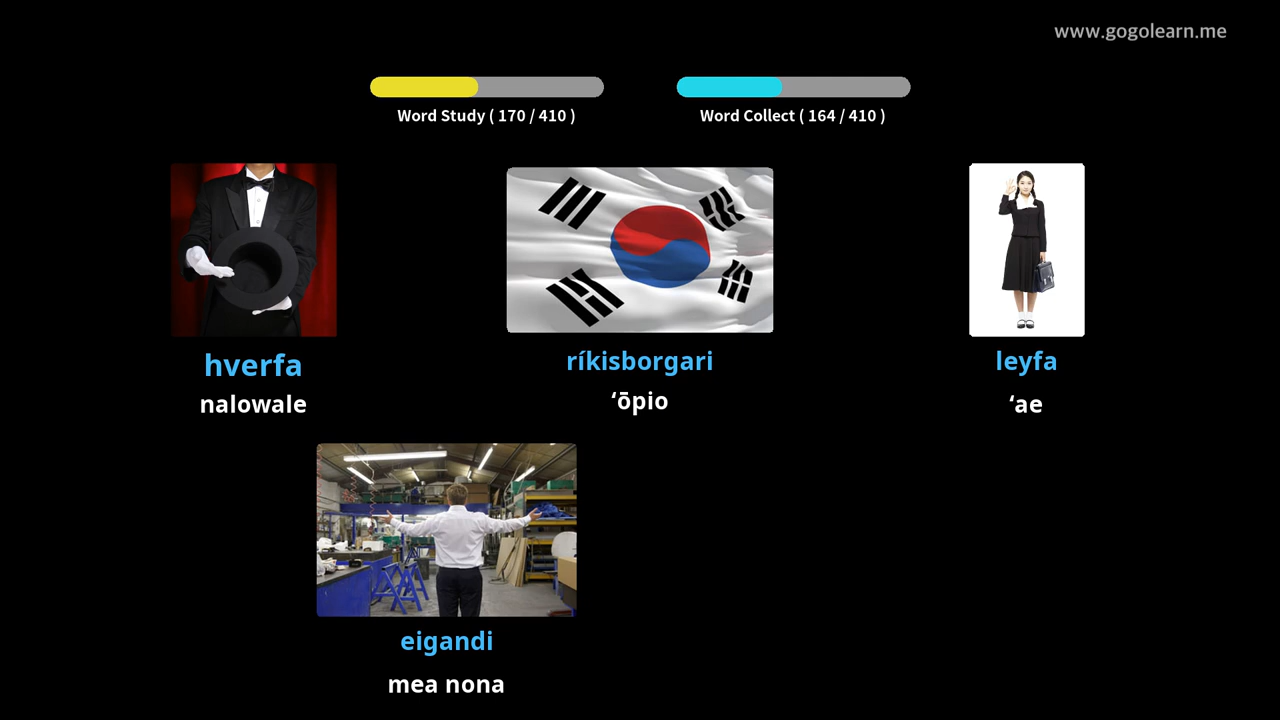 www.gogolearn.me
Word Study ( 170 / 410 )
Word Collect ( 164 / 410 )
hverfa
nalowale
ríkisborgari
ʻōpio
leyfa
ʻae
eigandi
mea nona